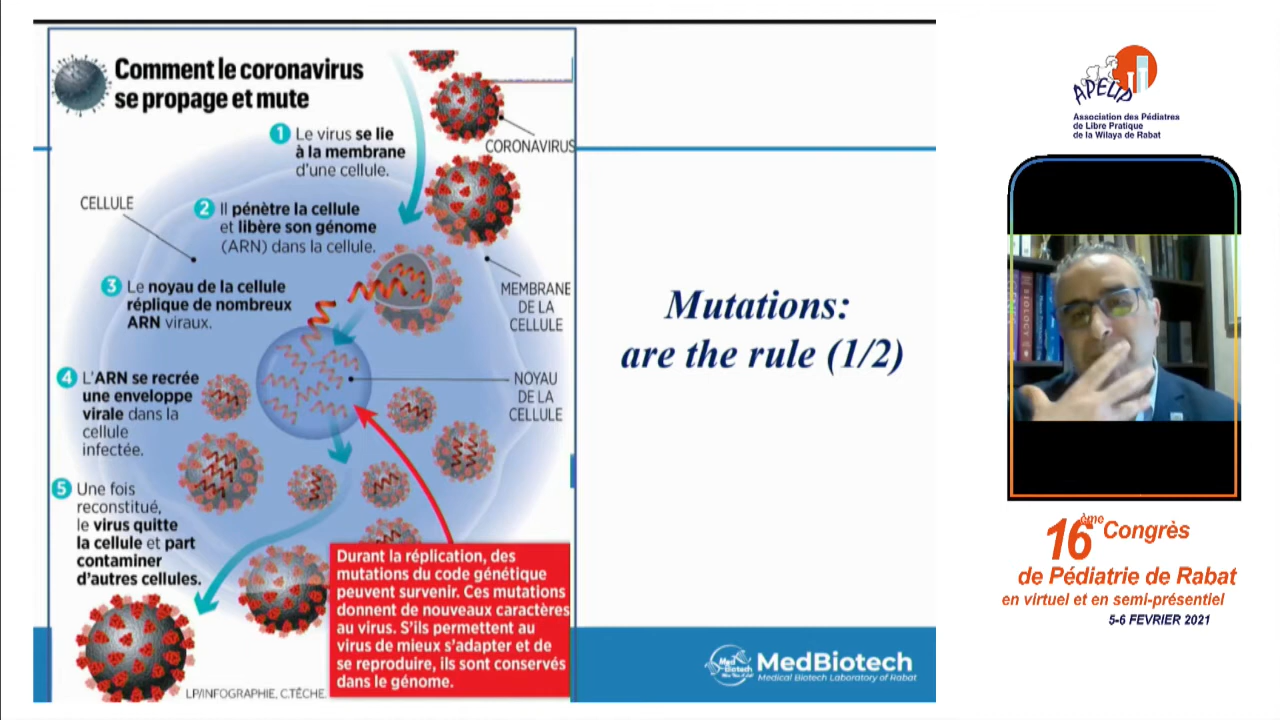 Comment le coronavirus
se propage et mute
1 Le virus se lie
à la membrane
d'une cellule.
CORONAVIRUS
CELLULE
2 Il pénètre la cellule
et libère son génome
(ARN) dans la cellule.
3 Le noyau de la cellule
réplique de nombreux
ARN viraux.
MEMBRANE
DE LA
CELLULE
4 L'ARN se recrée
une enveloppe
virale dans la
cellule
infectée.
NOYAU
DE LA
CELLULE
5 Une fois
reconstitué,
le virus quitte
la cellule et part
contaminer
d'autres cellules.
Durant la réplication, des
mutations du code génétique
peuvent survenir. Ces mutations
donnent de nouveaux caractères
au virus. S'ils permettent au
virus de mieux s'adapter et de
se reproduire, ils sont conservés
dans le génome.
LP/INFOGRAPHIE, C.TÊCHE.
Mutations:
are the rule (1/2)
Med
Biotech
MedBiotech
Medical Biotech Laboratory of Rabat
APELIP
Association des Pédiatres
de Libre Pratique
de la Wilaya de Rabat
BIOLOGY
16ème Congrès
de Pédiatrie de Rabat
en virtuel et en semi-présentiel
5-6 FEVRIER 2021